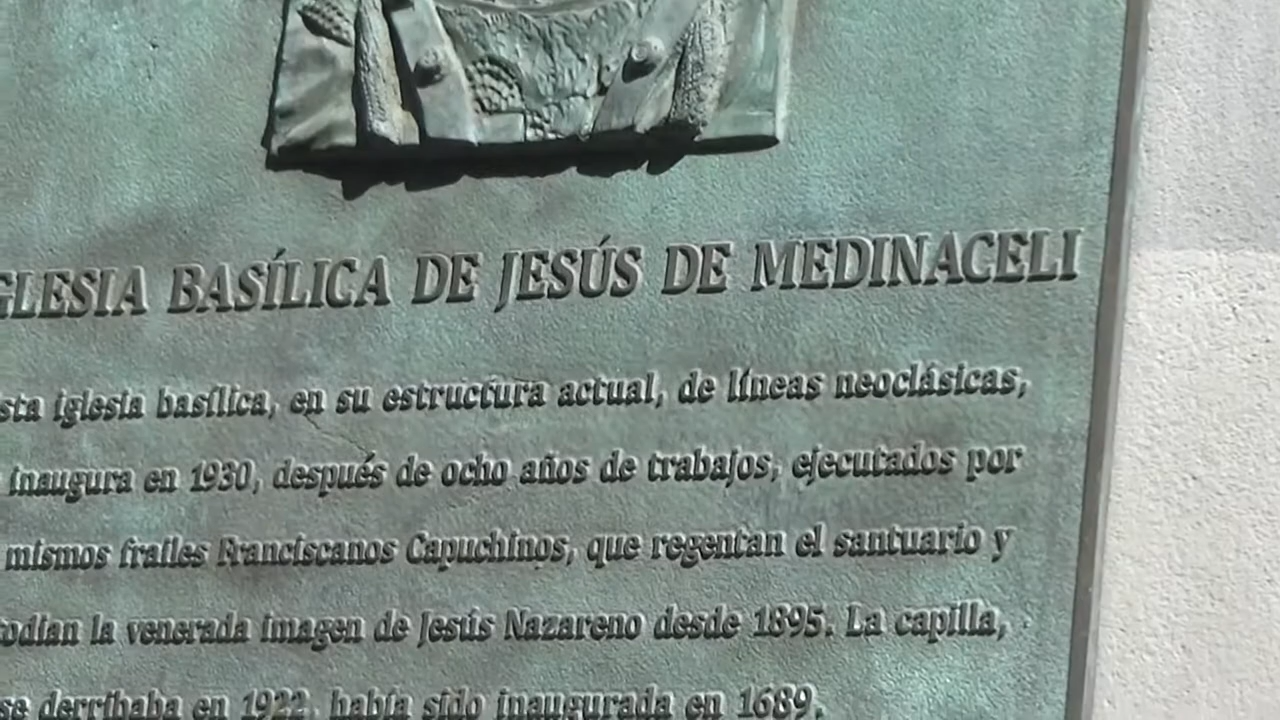 GLESIA BASÍLICA DE JESÚS DE MEDINACELI
sta iglesia basílica, en su estructura actual, de líneas neoclásicas,
inaugura en 1930, después de ocho años de trabajos, ejecutados por
mismos frailes Franciscanos Capuchinos, que regentan el santuario y
todian la venerada imagen de Jesús Nazareno desde 1895. La capilla,
se derribaba en 1922, había sido inaugurada en 1689.